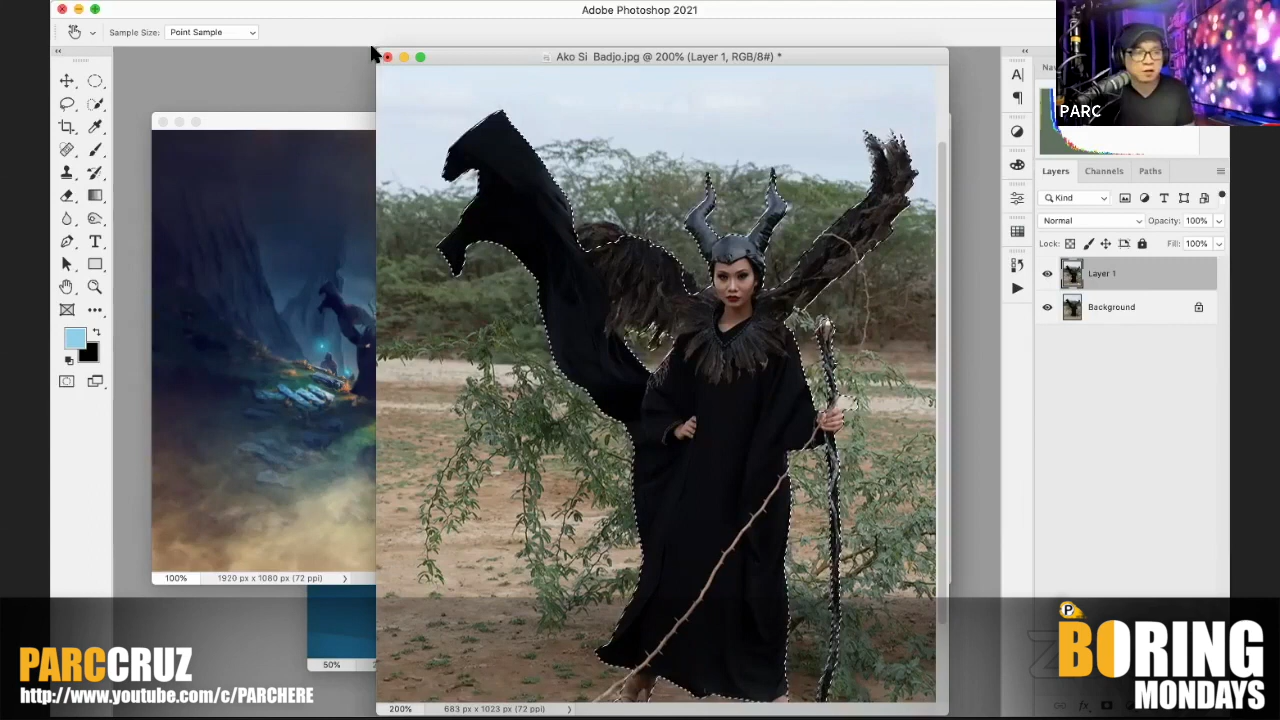 Adobe Photoshop 2021
Sample Size: Point Sample
Ako Si Badjo.jpg @ 200% (Layer 1, RGB/8#) *
PARC
Layers Channels Paths
Kind
Normal Opacity: 100%
Lock: Fill: 100%
Layer 1
Background
100% 1920 px x 1080 px (72 ppi)
50%
200% 683 px x 1023 px (72 ppi)
PARCCRUZ
http://www.youtube.com/c/PARCHERE
P
BORING
MONDAYS